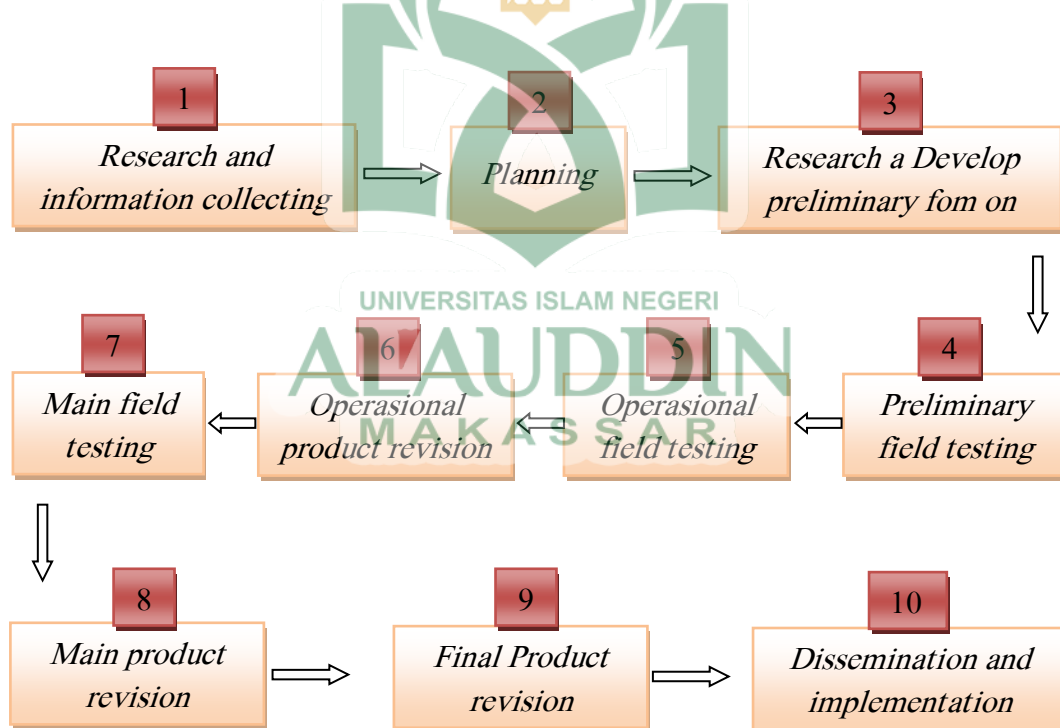 1
Research and
information collecting
2
Planning
3
Research a Develop
preliminary fom on
4
Preliminary
field testing
5
Operasional
field testing
6
Operasional
product revision
7
Main field
testing
8
Main product
revision
9
Final Product
revision
10
Dissemination and
implementation
UNIVERSITAS ISLAM NEGERI
ALAUDDIN
MAKASSAR